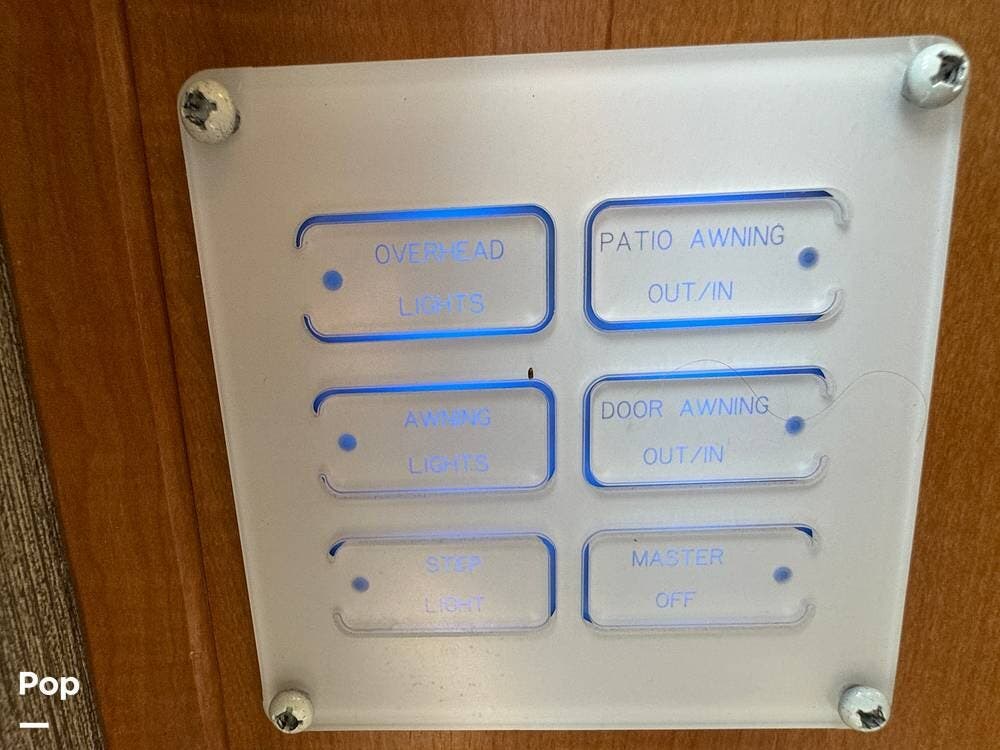 OVERHEAD
LIGHTS
PATIO AWNING
OUT/IN
AWNING
LIGHTS
DOOR AWNING
OUT/IN
STEP
LIGHT
MASTER
OFF
Pop